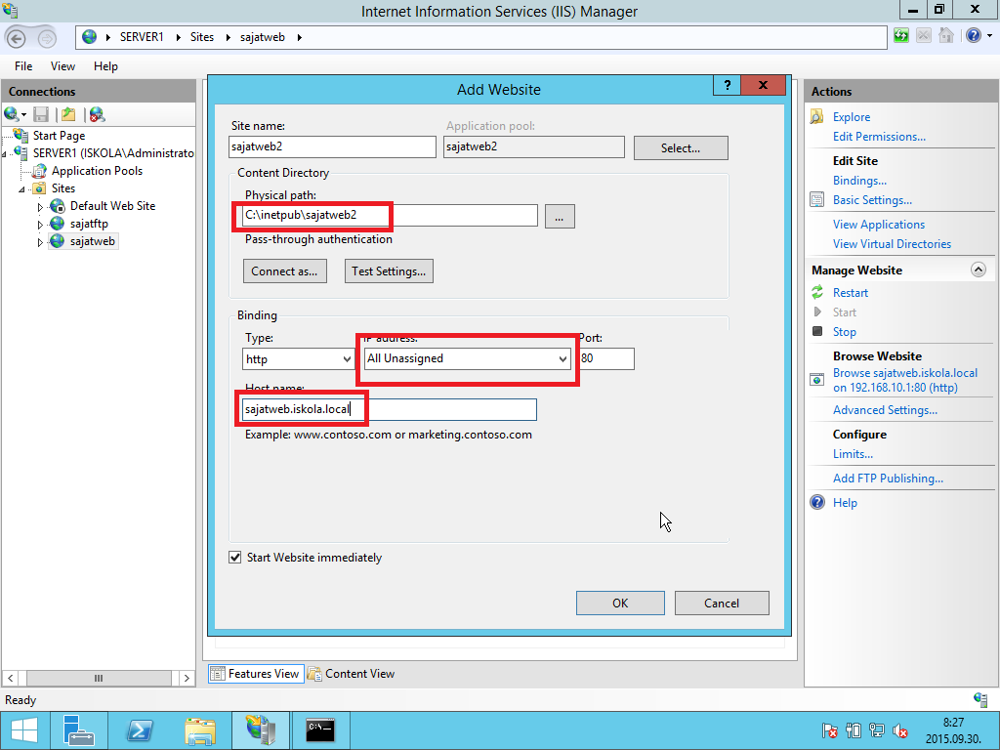 Internet Information Services (IIS) Manager
SERVER1
Sites
sajatweb
File View Help
Connections
Start Page
SERVER1 (ISKOLA\Administrato
Application Pools
Sites
Default Web Site
sajatftp
sajatweb
Add Website
?
Site name:
Application pool:
sajatweb2
sajatweb2
Select...
Content Directory
Physical path:
C:\inetpub\sajatweb2
...
Pass-through authentication
Connect as...
Test Settings...
Binding
Type:
IP address:
Port:
http
All Unassigned
80
Host name:
sajatweb.iskola.local
Example: www.contoso.com or marketing.contoso.com
Start Website immediately
OK
Cancel
Features View
Content View
Actions
Explore
Edit Permissions...
Edit Site
Bindings...
Basic Settings...
View Applications
View Virtual Directories
Manage Website
Restart
Start
Stop
Browse Website
Browse sajatweb.iskola.local
on 192.168.10.1:80 (http)
Advanced Settings...
Configure
Limits...
Add FTP Publishing...
Help
Ready
8:27
2015.09.30.